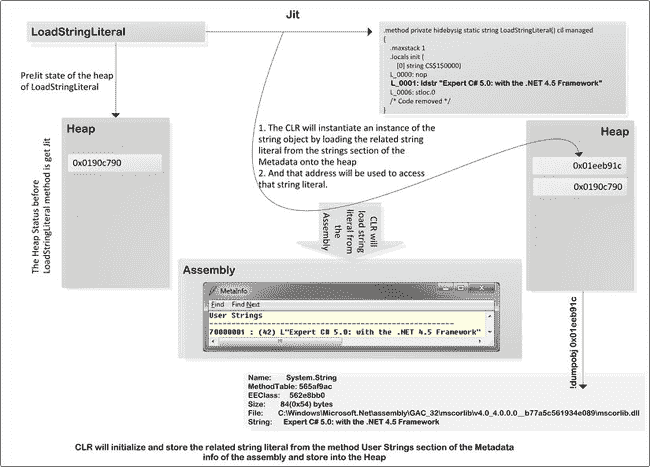 Jit
LoadStringLiteral
.method private hidebysig static string LoadStringLiteral() cil managed
{
.maxstack 1
.locals init {
[0] string CS$1$0000}
L_0000: nop
L_0001: ldstr "Expert C# 5.0: with the .NET 4.5 Framework"
L_0006: stloc.0
/* Code removed */
}
PreJit state of the heap
of LoadStringLiteral
The Heap Status before
LoadStringLiteral method is get Jit
Heap
0x0190c790
1. The CLR will instantiate an instance of the
string object by loading the related string
literal from the strings section of the
Metadata onto the heap
2. And that address will be used to access
that string literal.
Heap
0x01eeb91c
0x0190c790
CLR will
load string
literal from
the
Assembly
Assembly
MetaInfo
Find Find Next
User Strings
70000001 : (42) L"Expert C# 5.0: with the .NET 4.5 Framework"
!dumpobj 0x01eeb91c
Name: System.String
MethodTable: 565af9ac
EEClass: 562e8bb0
Size: 84(0x54) bytes
File: C:\Windows\Microsoft.Net\assembly\GAC_32\mscorlib\v4.0_4.0.0.0__b77a5c561934e089\mscorlib.dll
String: Expert C# 5.0: with the .NET 4.5 Framework
CLR will initialize and store the related string literal from the method User Strings section of the Metadata
info of the assembly and store into the Heap